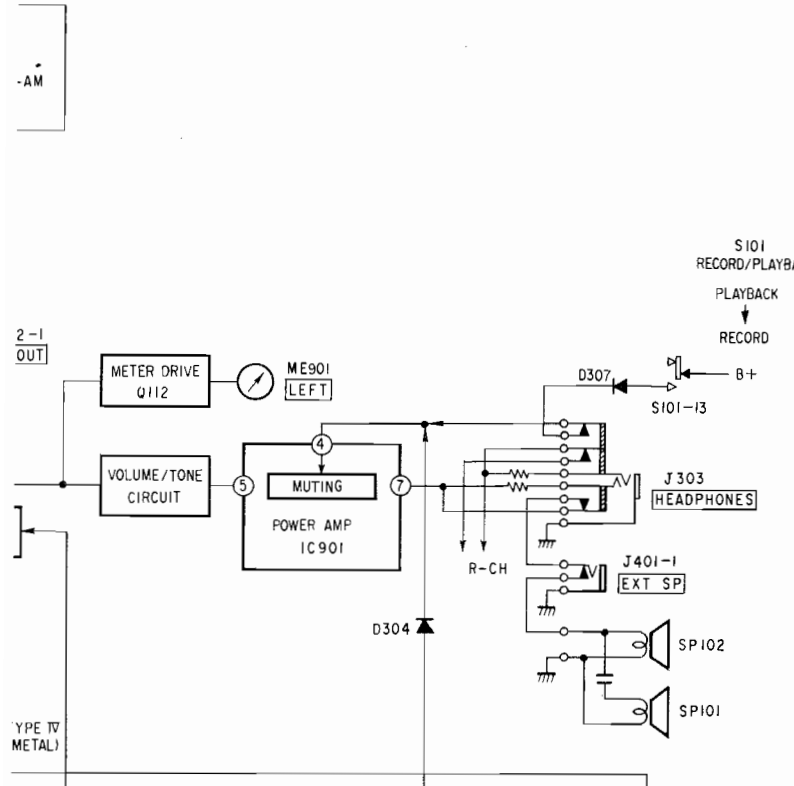 -AM
S101
RECORD/PLAYBA
PLAYBACK
RECORD
2-1
OUT
METER DRIVE
Q112
ME901
LEFT
D307
B+
S101-13
4
VOLUME/TONE
CIRCUIT
5
MUTING
7
POWER AMP
IC901
J303
HEADPHONES
R-CH
J401-1
EXT SP
D304
SP102
SP101
YPE IV
METAL)